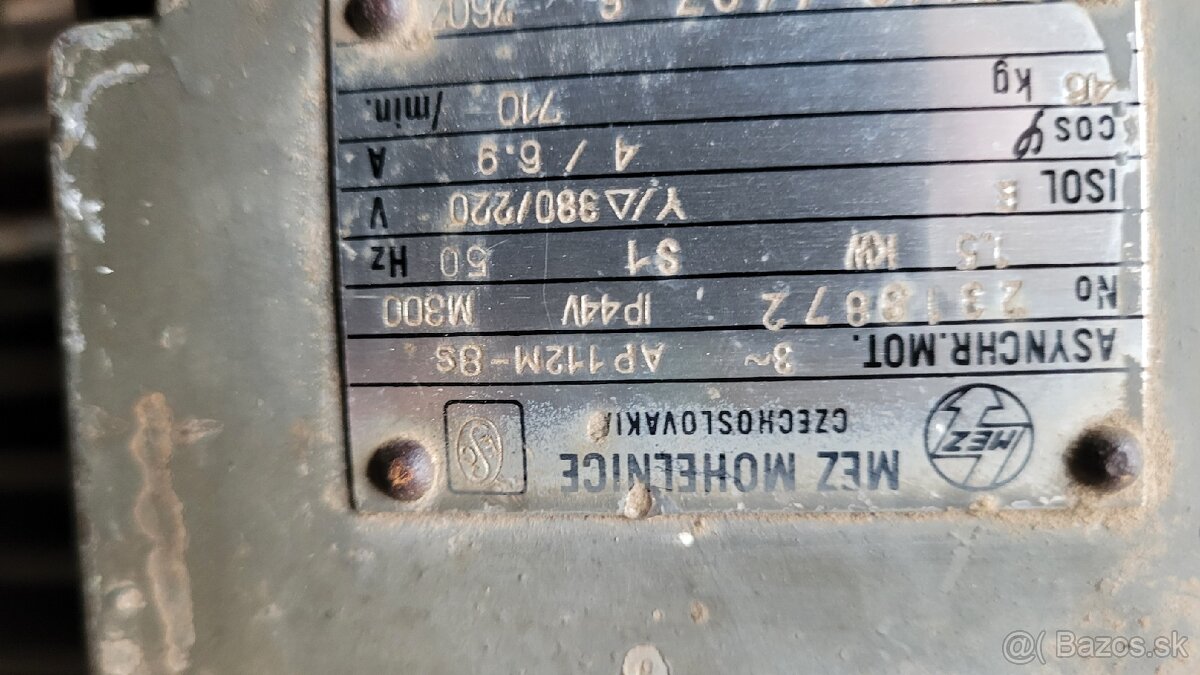 MEZ MOHELNICE
CZECHOSLOVAKIA
MEZ
ASYNCHR.MOT. 3~ AP112M-8s
No 2318872 IP44V M300
1,5 kW S1 50 Hz
ISOL E Y/△ 380/220 V
cos φ 4 / 6.9 A
46 kg 710 /min.
Bazos.sk